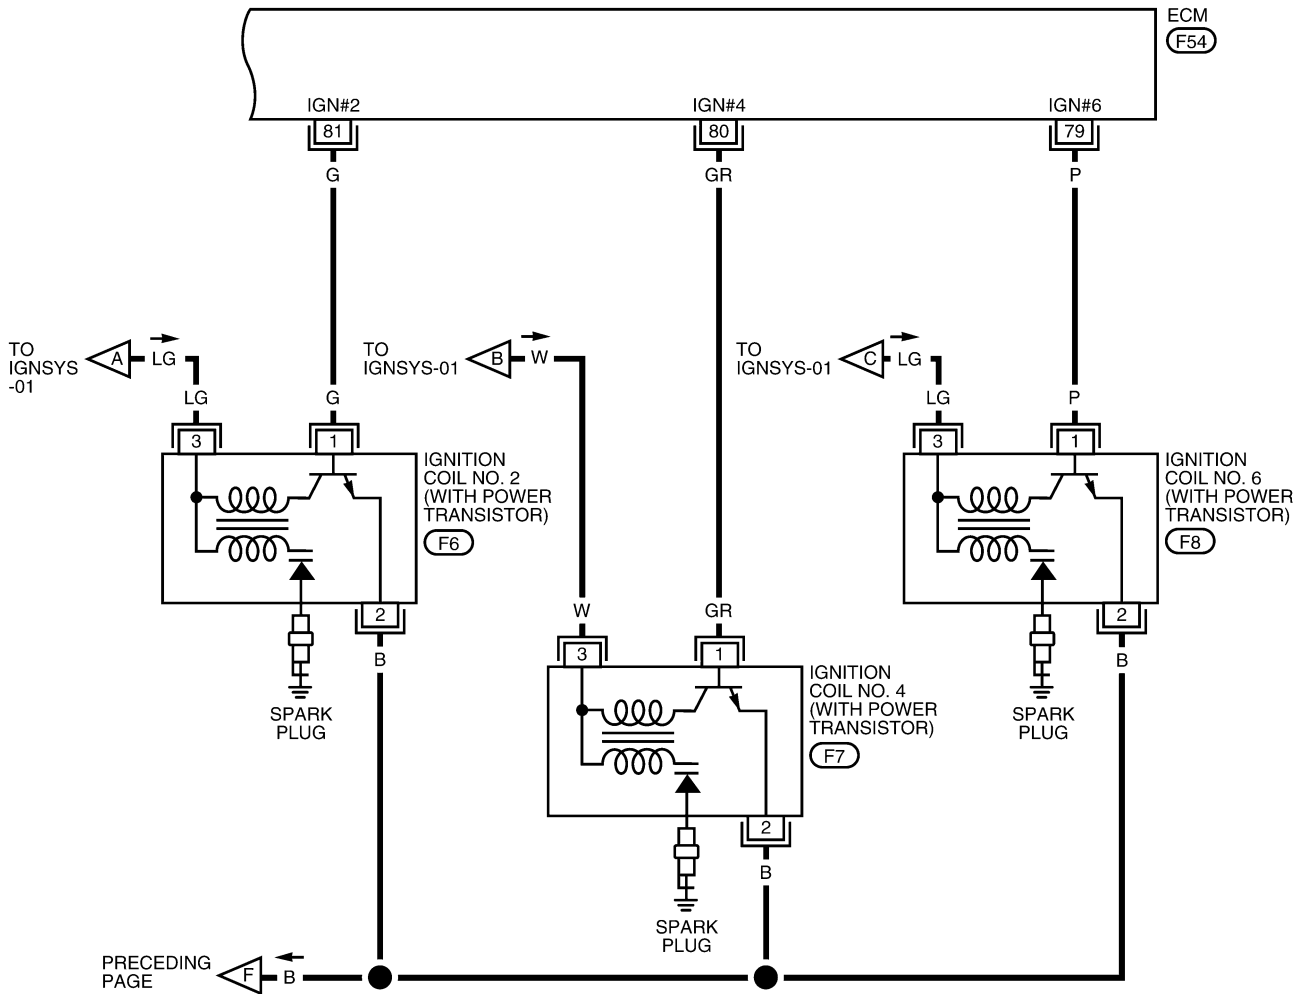 ECM
F54
IGN#2
IGN#4
IGN#6
81
80
79
G
GR
P
TO
IGNSYS
-01
A
LG
LG
G
TO
IGNSYS-01
B
W
TO
IGNSYS-01
C
LG
LG
P
3
1
IGNITION
COIL NO. 2
(WITH POWER
TRANSISTOR)
F6
2
B
SPARK
PLUG
W
GR
3
1
IGNITION
COIL NO. 4
(WITH POWER
TRANSISTOR)
F7
2
B
SPARK
PLUG
3
1
IGNITION
COIL NO. 6
(WITH POWER
TRANSISTOR)
F8
2
B
SPARK
PLUG
PRECEDING
PAGE
F
B